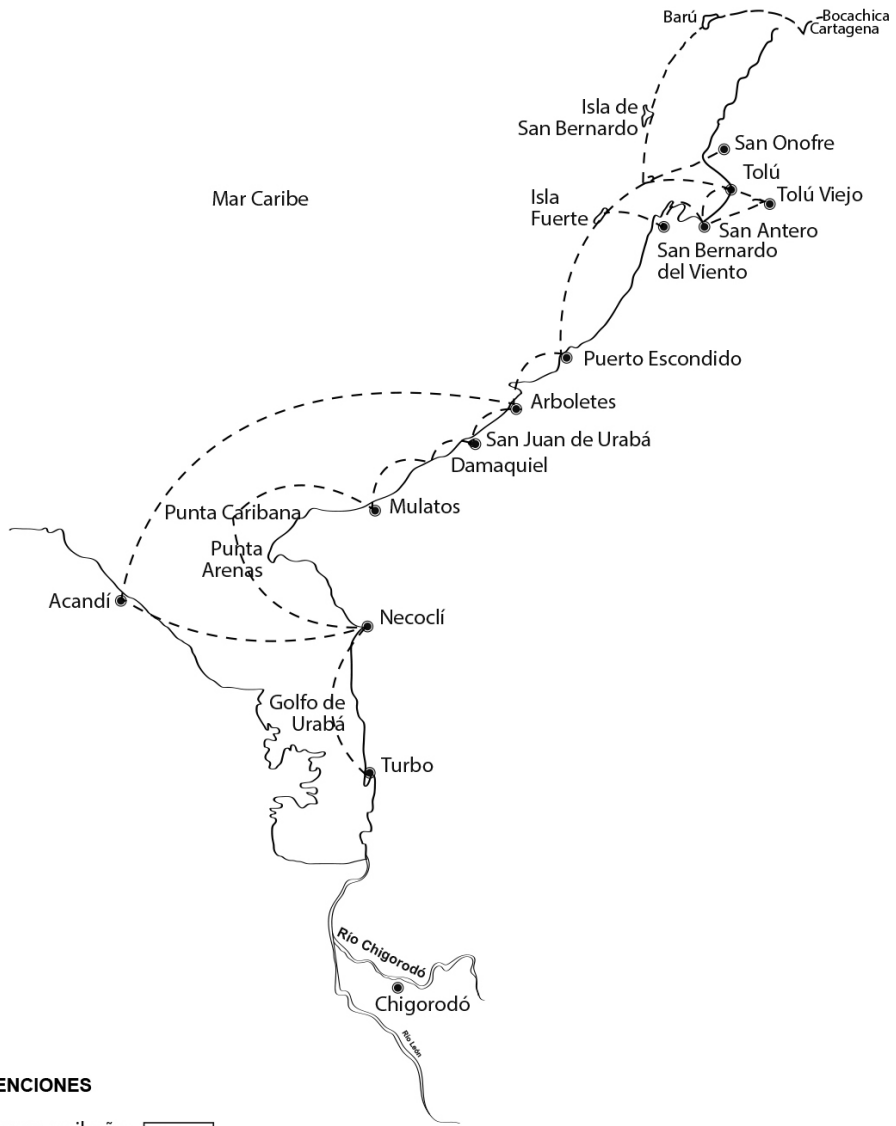 Barú
Bocachica
Cartagena
Isla de
San Bernardo
San Onofre
Tolú
Tolú Viejo
Mar Caribe
Isla
Fuerte
San Antero
San Bernardo
del Viento
Puerto Escondido
Arboletes
San Juan de Urabá
Damaquiel
Punta Caribana
Mulatos
Punta
Arenas
Acandí
Necoclí
Golfo de
Urabá
Turbo
Río Chigorodó
Chigorodó
Río León
ENCIONES